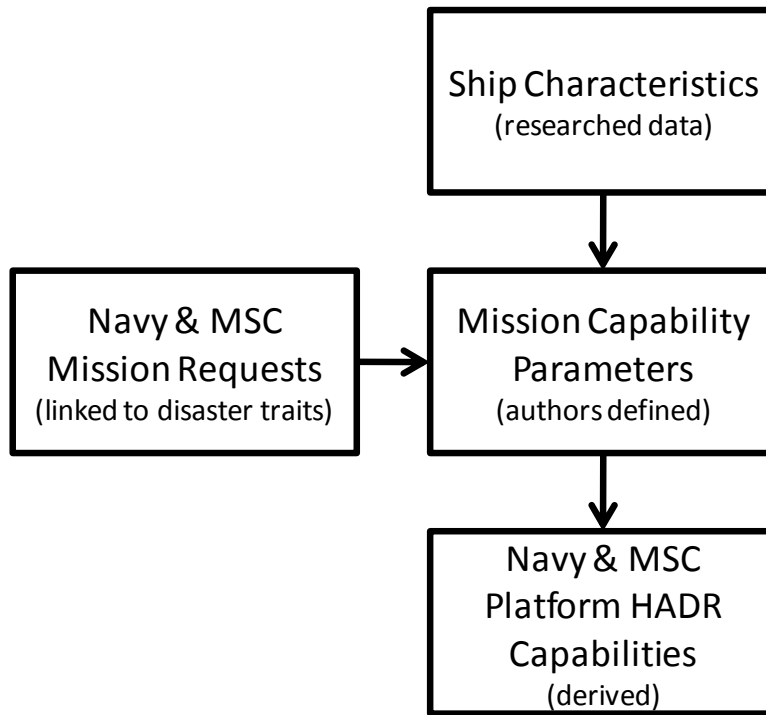 Ship Characteristics
(researched data)
Navy & MSC
Mission Requests
(linked to disaster traits)
Mission Capability
Parameters
(authors defined)
Navy & MSC
Platform HADR
Capabilities
(derived)